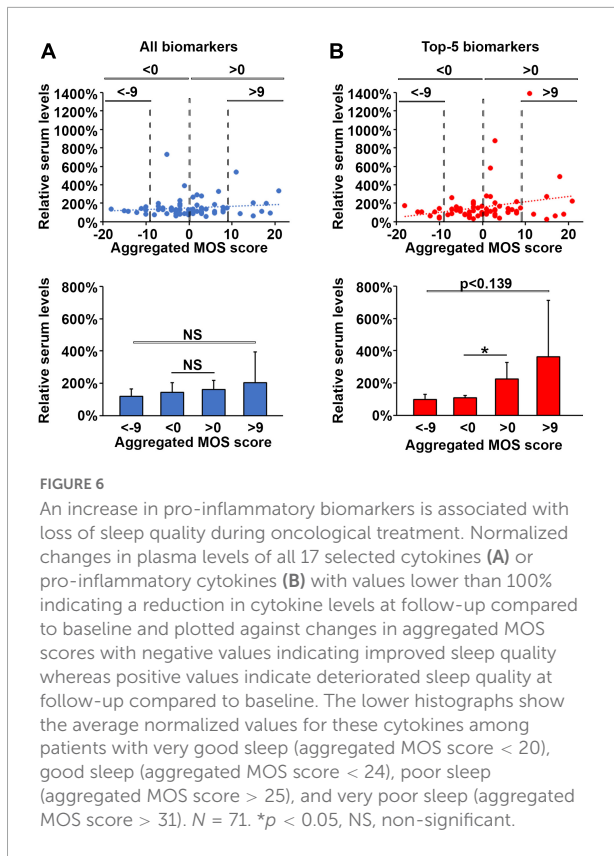 A
All biomarkers
<0 >0
<-9 >9
1400%
1200%
1000%
800%
600%
400%
200%
0%
Relative serum levels
-20 -10 0 10 20
Aggregated MOS score
B
Top-5 biomarkers
<0 >0
<-9 >9
1400%
1200%
1000%
800%
600%
400%
200%
0%
Relative serum levels
-20 -10 0 10 20
Aggregated MOS score
800%
600%
400%
200%
0%
Relative serum levels
NS
NS
<-9 <0 >0 >9
Aggregated MOS score
800%
600%
400%
200%
0%
Relative serum levels
p<0.139
*
<-9 <0 >0 >9
Aggregated MOS score
FIGURE 6
An increase in pro-inflammatory biomarkers is associated with
loss of sleep quality during oncological treatment. Normalized
changes in plasma levels of all 17 selected cytokines (A) or
pro-inflammatory cytokines (B) with values lower than 100%
indicating a reduction in cytokine levels at follow-up compared
to baseline and plotted against changes in aggregated MOS
scores with negative values indicating improved sleep quality
whereas positive values indicate deteriorated sleep quality at
follow-up compared to baseline. The lower histograms show
the average normalized values for these cytokines among
patients with very good sleep (aggregated MOS score < 20),
good sleep (aggregated MOS score < 24), poor sleep
(aggregated MOS score > 25), and very poor sleep (aggregated
MOS score > 31). N = 71. *p < 0.05, NS, non-significant.